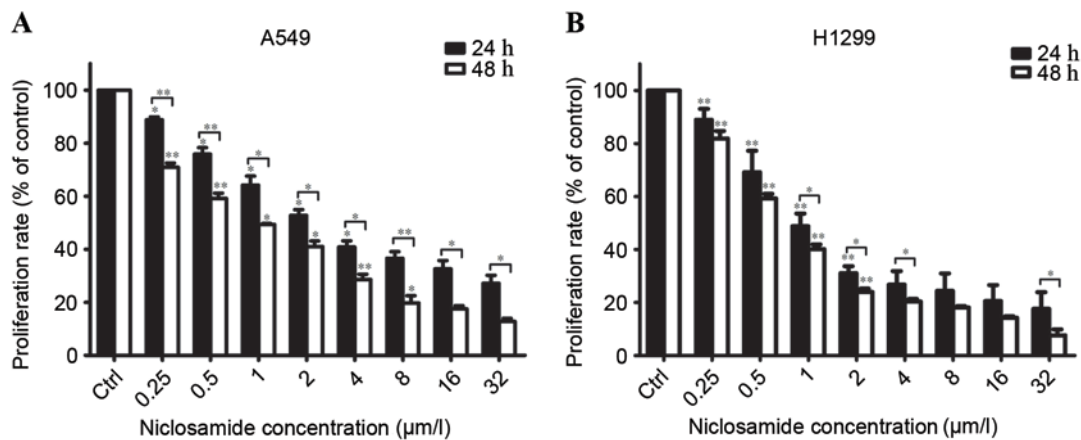 A
A549
24 h
48 h
Proliferation rate (% of control)
100
80
60
40
20
0
** ** * * * ** * *
* * * * *
** ** * * ** *
Ctrl 0.25 0.5 1 2 4 8 16 32
Niclosamide concentration (µm/l)
B
H1299
24 h
48 h
Proliferation rate (% of control)
100
80
60
40
20
0
* * * *
** ** ** **
** ** ** **
Ctrl 0.25 0.5 1 2 4 8 16 32
Niclosamide concentration (µm/l)